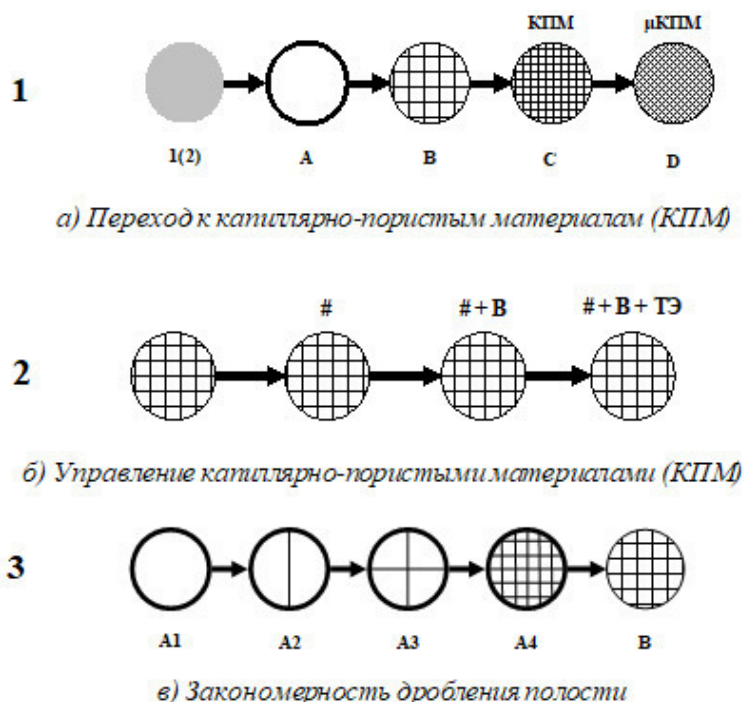 КПМ μКПМ
1
1(2) A B C D
а) Переход к капиллярно-пористым материалам (КПМ)
# # + B # + B + ТЭ
2
б) Управление капиллярно-пористыми материалами (КПМ)
3
A1 A2 A3 A4 B
в) Закономерность дробления полости